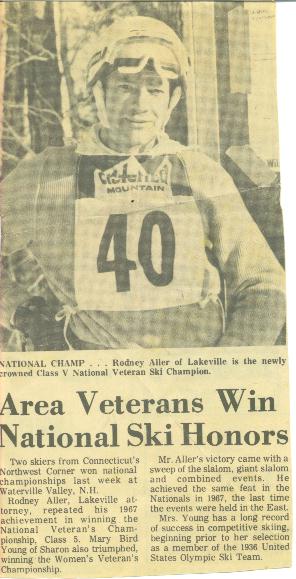 Cristened
MOUNTAIN
40
NATIONAL CHAMP . . . Rodney Aller of Lakeville is the newly
crowned Class V National Veteran Ski Champion.
Area Veterans Win
National Ski Honors
Two skiers from Connecticut's
Northwest Corner won national
championships last week at
Waterville Valley, N.H.
Rodney Aller, Lakeville at-
torney, repeated his 1967
achievement in winning the
National Veteran's Cham-
pionship, Class 5. Mary Bird
Young of Sharon also triumphed,
winning the Women's Veteran's
Championship.
Mr. Aller's victory came with a
sweep of the slalom, giant slalom
and combined events. He
achieved the same feat in the
Nationals in 1967, the last time
the events were held in the East.
Mrs. Young has a long record
of success in competitive skiing,
beginning prior to her selection
as a member of the 1936 United
States Olympic Ski Team.